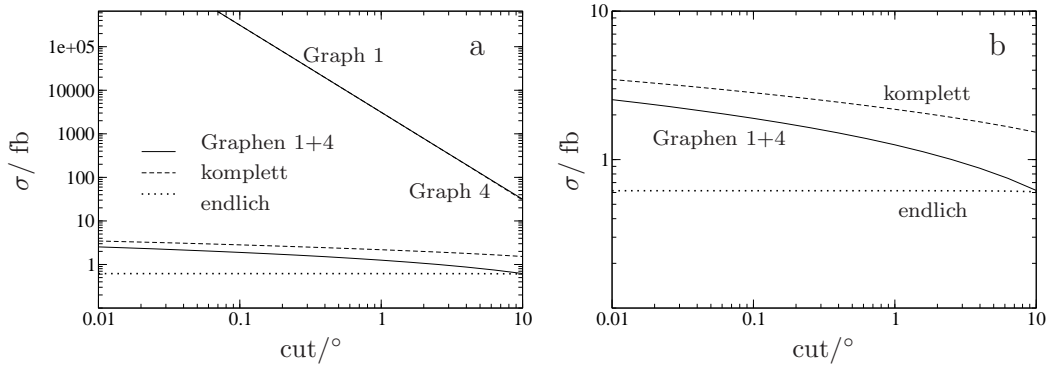 a
Graph 1
Graph 4
Graphen 1+4
komplett
endlich
σ/ fb
1e+05
10000
1000
100
10
1
0.01
0.1
1
10
cut/°
b
komplett
Graphen 1+4
endlich
σ/ fb
10
1
0.01
0.1
1
10
cut/°